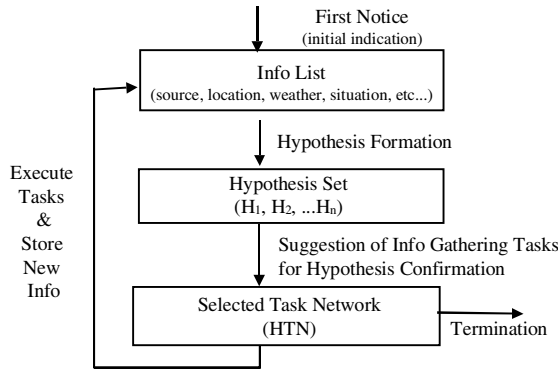 First Notice
(initial indication)
Info List
(source, location, weather, situation, etc...)
Hypothesis Formation
Execute
Tasks
&
Store
New
Info
Hypothesis Set
(H₁, H₂, ...Hₙ)
Suggestion of Info Gathering Tasks
for Hypothesis Confirmation
Selected Task Network
(HTN)
Termination